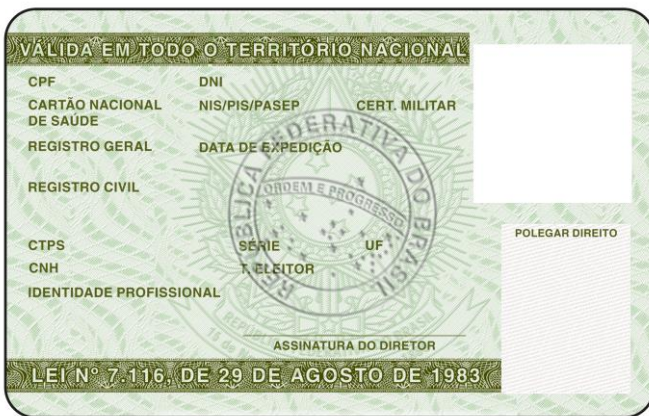 VÁLIDA EM TODO O TERRITÓRIO NACIONAL
CPF DNI
CARTÃO NACIONAL DE SAÚDE NIS/PIS/PASEP CERT. MILITAR
REGISTRO GERAL DATA DE EXPEDIÇÃO
REGISTRO CIVIL
CTPS SÉRIE UF
CNH T. ELEITOR
IDENTIDADE PROFISSIONAL
POLEGAR DIREITO
REPÚBLICA FEDERATIVA DO BRASIL
ORDEM E PROGRESSO
ASSINATURA DO DIRETOR
LEI Nº 7.116, DE 29 DE AGOSTO DE 1983